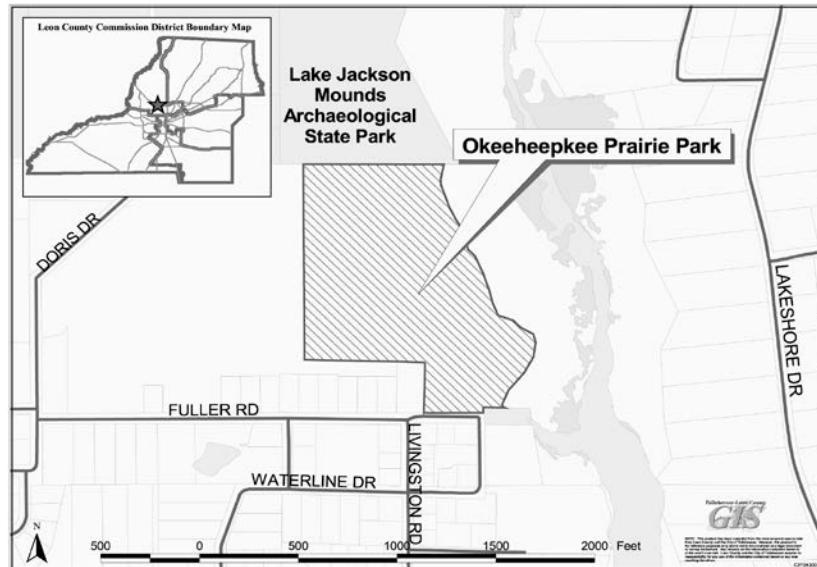 Leon County Commission District Boundary Map
Lake Jackson
Mounds
Archaeological
State Park
Okeeheepkee Prairie Park
DORIS DR
LAKESHORE DR
FULLER RD
LIVINGSTON RD
WATERLINE DR
N
500 0 500 1000 1500 2000 Feet
GIS